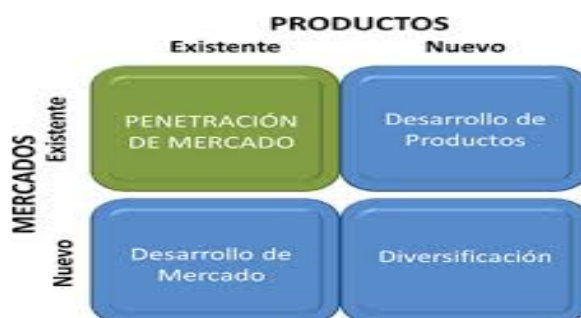 PRODUCTOS
Existente
Nuevo
MERCADOS
Existente
Nuevo
PENETRACIÓN
DE MERCADO
Desarrollo de
Productos
Desarrollo de
Mercado
Diversificación